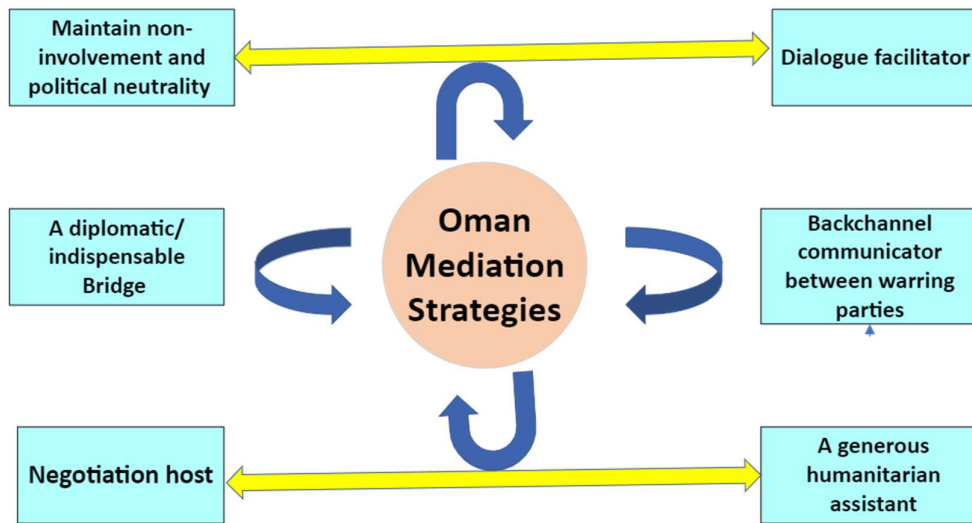 Maintain non-
involvement and
political neutrality
Dialogue facilitator
A diplomatic/
indispensable
Bridge
Oman
Mediation
Strategies
Backchannel
communicator
between warring
parties
Negotiation host
A generous
humanitarian
assistant